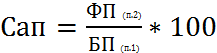 Сап = ФП (п.2) / БП (п.1) * 100